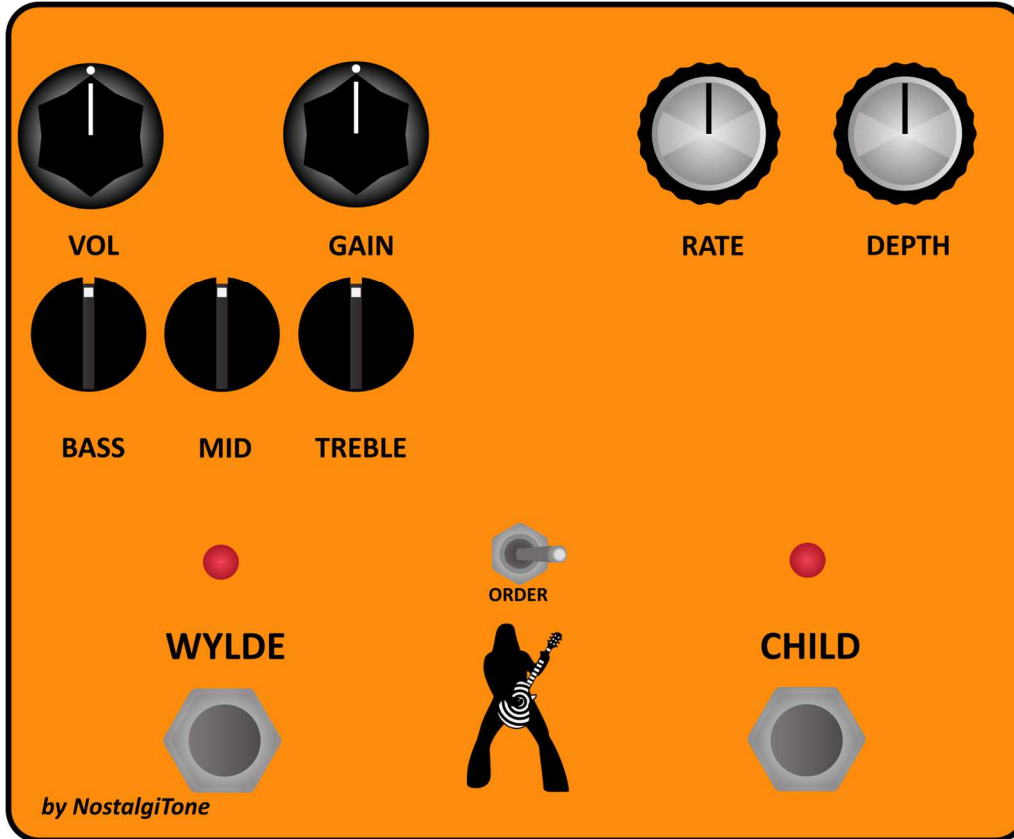 VOL GAIN RATE DEPTH
BASS MID TREBLE
ORDER
WYLDE CHILD
by NostalgiTone